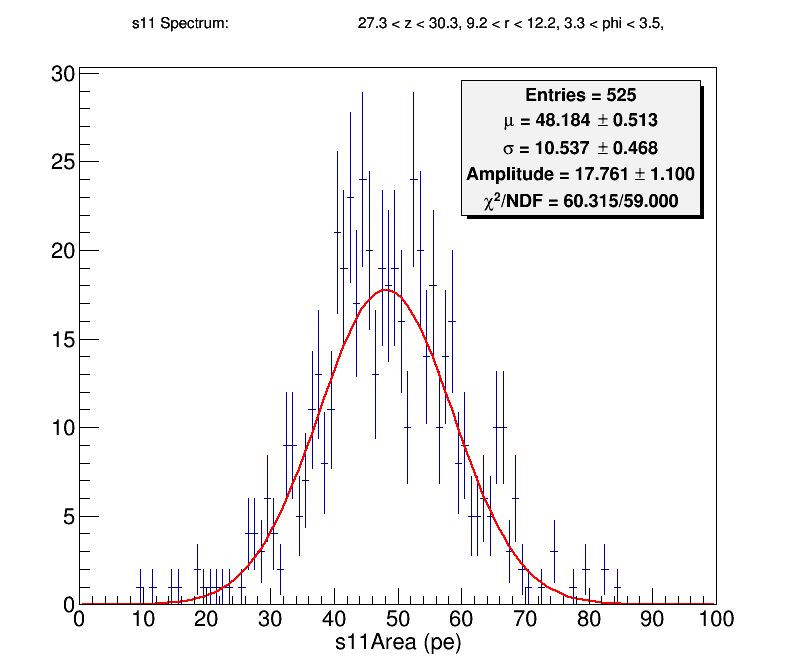 s11 Spectrum: 27.3 < z < 30.3, 9.2 < r < 12.2, 3.3 < phi < 3.5,
Entries = 525
μ = 48.184 ± 0.513
σ = 10.537 ± 0.468
Amplitude = 17.761 ± 1.100
χ²/NDF = 60.315/59.000
30
25
20
15
10
5
0
0 10 20 30 40 50 60 70 80 90 100
s11Area (pe)